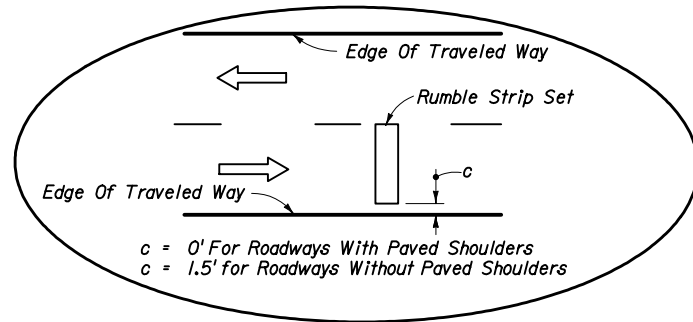 Edge Of Traveled Way
Rumble Strip Set
c
Edge Of Traveled Way
c = 0' For Roadways With Paved Shoulders
c = 1.5' for Roadways Without Paved Shoulders